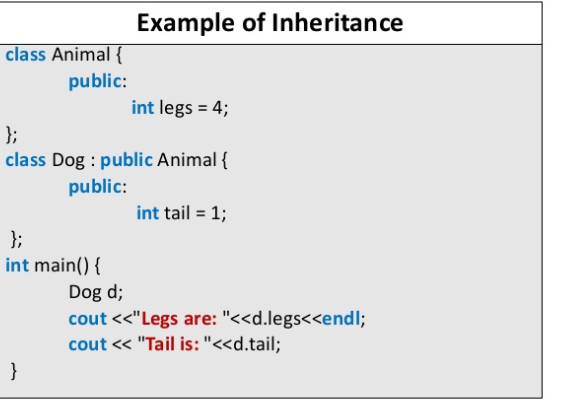 Example of Inheritance
class Animal {
public:
int legs = 4;
};
class Dog : public Animal {
public:
int tail = 1;
};
int main() {
Dog d;
cout <<"Legs are: "<<d.legs<<endl;
cout << "Tail is: "<<d.tail;
}